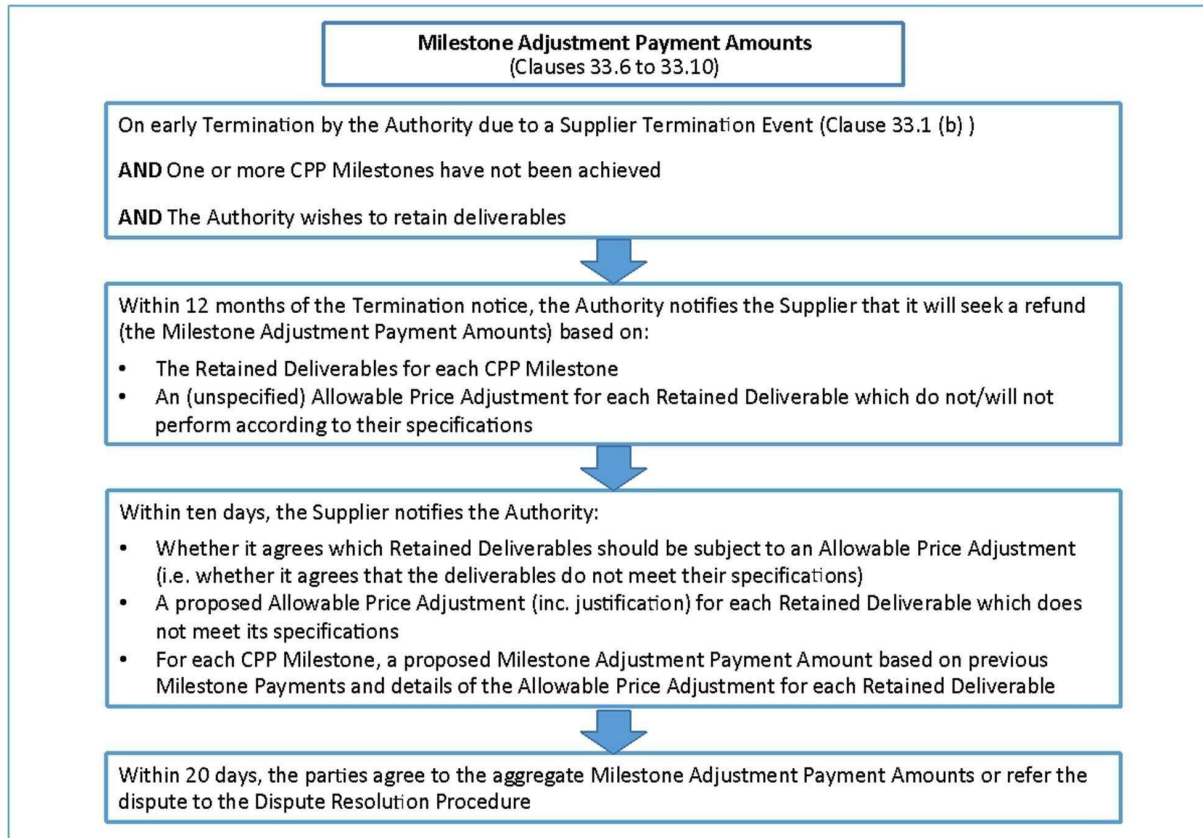 Milestone Adjustment Payment Amounts
(Clauses 33.6 to 33.10)
On early Termination by the Authority due to a Supplier Termination Event (Clause 33.1 (b) )
AND One or more CPP Milestones have not been achieved
AND The Authority wishes to retain deliverables
Within 12 months of the Termination notice, the Authority notifies the Supplier that it will seek a refund
(the Milestone Adjustment Payment Amounts) based on:
• The Retained Deliverables for each CPP Milestone
• An (unspecified) Allowable Price Adjustment for each Retained Deliverable which do not/will not
perform according to their specifications
Within ten days, the Supplier notifies the Authority:
• Whether it agrees which Retained Deliverables should be subject to an Allowable Price Adjustment
(i.e. whether it agrees that the deliverables do not meet their specifications)
• A proposed Allowable Price Adjustment (inc. justification) for each Retained Deliverable which does
not meet its specifications
• For each CPP Milestone, a proposed Milestone Adjustment Payment Amount based on previous
Milestone Payments and details of the Allowable Price Adjustment for each Retained Deliverable
Within 20 days, the parties agree to the aggregate Milestone Adjustment Payment Amounts or refer the
dispute to the Dispute Resolution Procedure